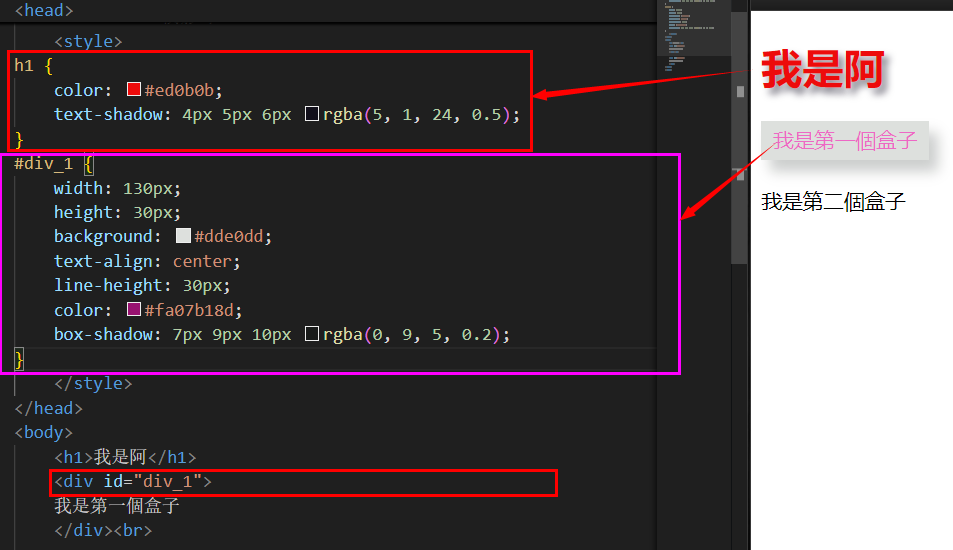 <head>
<style>
h1 {
color: #ed0b0b;
text-shadow: 4px 5px 6px rgba(5, 1, 24, 0.5);
}
#div_1 {
width: 130px;
height: 30px;
background: #dde0dd;
text-align: center;
line-height: 30px;
color: #fa07b18d;
box-shadow: 7px 9px 10px rgba(0, 9, 5, 0.2);
}
</style>
</head>
<body>
<h1>我是阿</h1>
<div id="div_1">
我是第一個盒子
</div><br>
我是阿
我是第一個盒子
我是第二個盒子